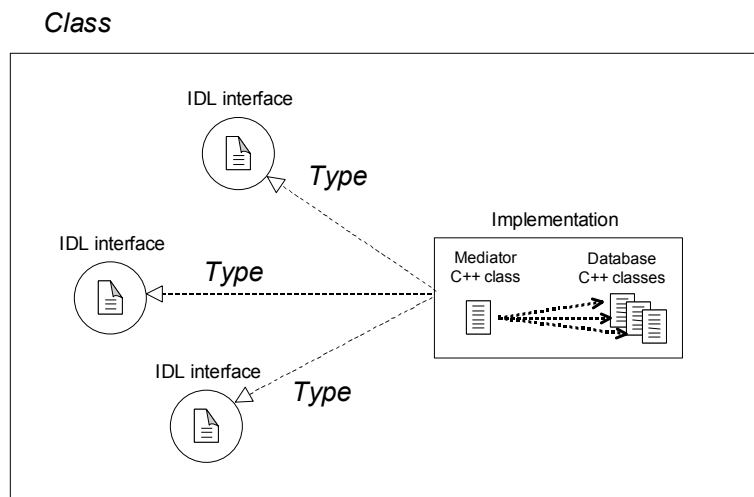 Class
IDL interface
Type
IDL interface
Type
IDL interface
Type
Implementation
Mediator
C++ class
Database
C++ classes